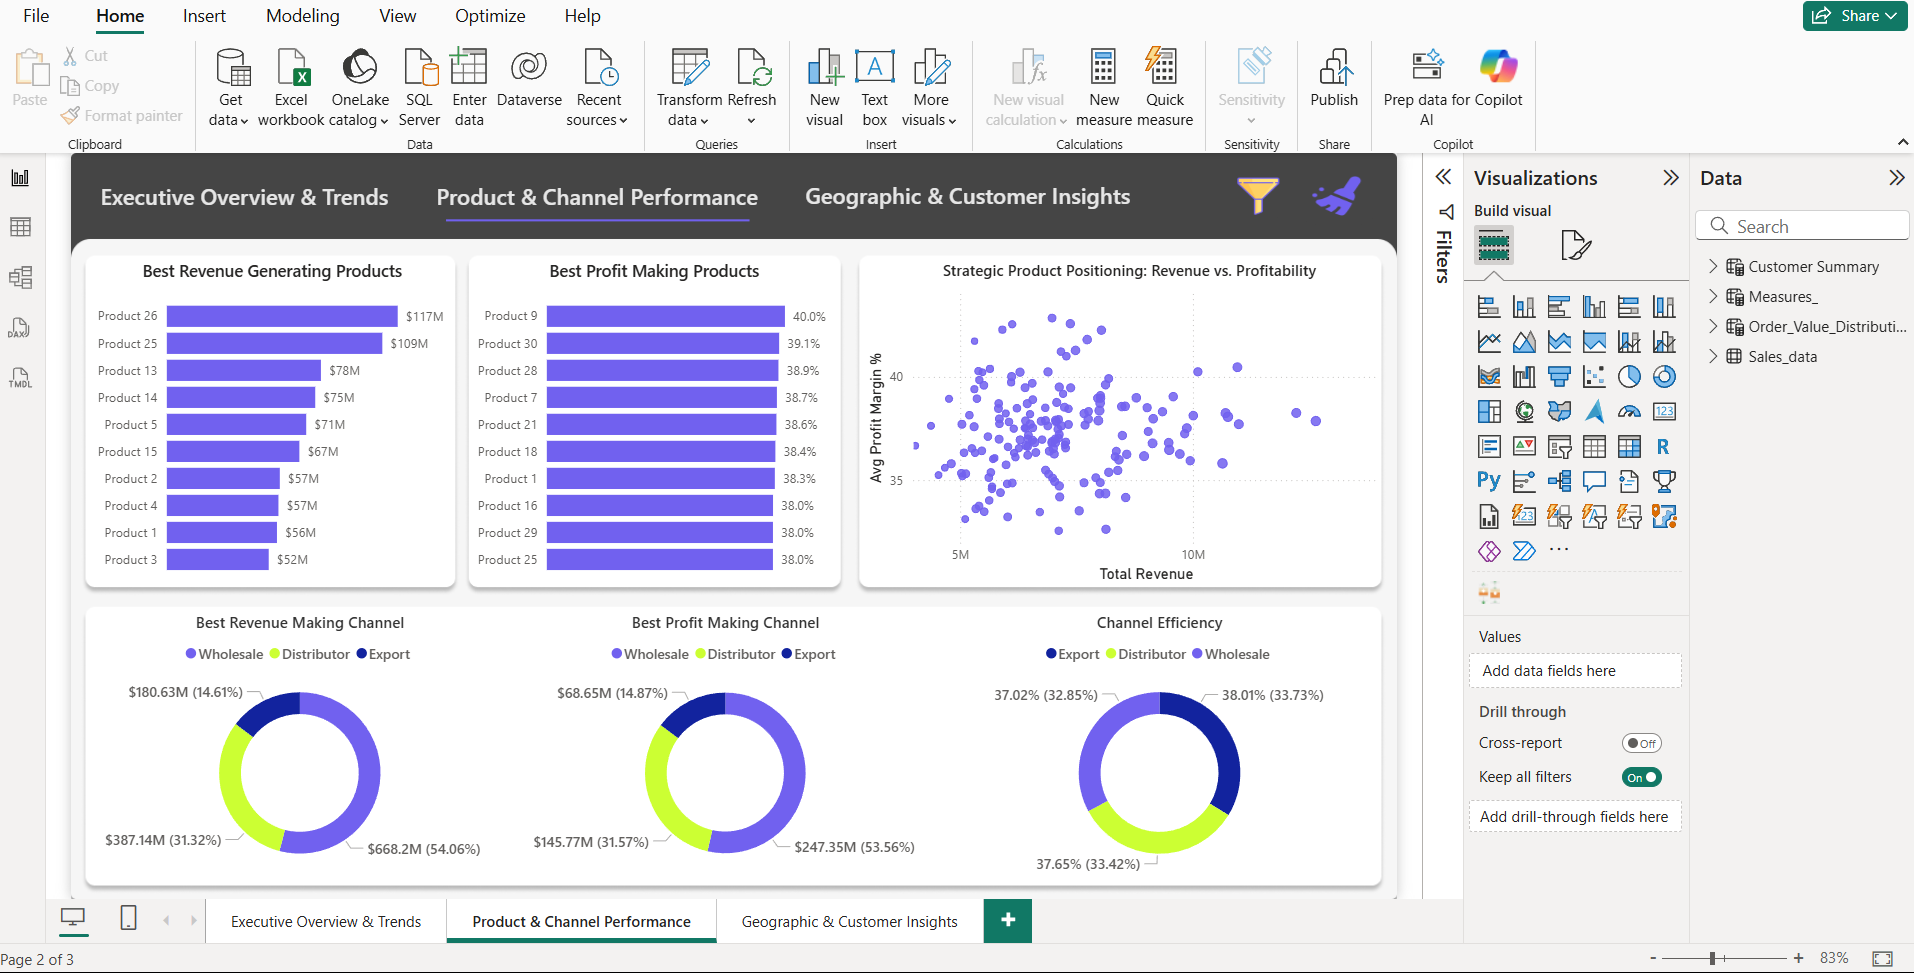 File Home Insert Modeling View Optimize Help
Share
Paste
Cut
Copy
Format painter
Clipboard
Get data
Excel workbook
OneLake catalog
SQL Server
Enter data
Dataverse
Recent sources
Data
Transform data
Refresh
Queries
New visual
Text box
More visuals
Insert
New visual calculation
New measure
Quick measure
Calculations
Sensitivity
Sensitivity
Publish
Share
Prep data for AI
Copilot
Copilot
DAX
TMDL
Executive Overview & Trends
Product & Channel Performance
Geographic & Customer Insights
Best Revenue Generating Products
Product 26 $117M
Product 25 $109M
Product 13 $78M
Product 14 $75M
Product 5 $71M
Product 15 $67M
Product 2 $57M
Product 4 $57M
Product 1 $56M
Product 3 $52M
Best Profit Making Products
Product 9 40.0%
Product 30 39.1%
Product 28 38.9%
Product 7 38.7%
Product 21 38.6%
Product 18 38.4%
Product 1 38.3%
Product 16 38.0%
Product 29 38.0%
Product 25 38.0%
Strategic Product Positioning: Revenue vs. Profitability
Avg Profit Margin %
40
35
5M 10M
Total Revenue
Best Revenue Making Channel
Wholesale Distributor Export
$180.63M (14.61%)
$387.14M (31.32%)
$668.2M (54.06%)
Best Profit Making Channel
Wholesale Distributor Export
$68.65M (14.87%)
$145.77M (31.57%)
$247.35M (53.56%)
Channel Efficiency
Export Distributor Wholesale
37.02% (32.85%)
38.01% (33.73%)
37.65% (33.42%)
Filters
Visualizations
Build visual
123
R
Py
123
Values
Add data fields here
Drill through
Cross-report
Off
Keep all filters
On
Add drill-through fields here
Data
Search
Customer Summary
Measures_
Order_Value_Distributi...
Sales_data
Executive Overview & Trends
Product & Channel Performance
Geographic & Customer Insights
+
Page 2 of 3
- + 83%